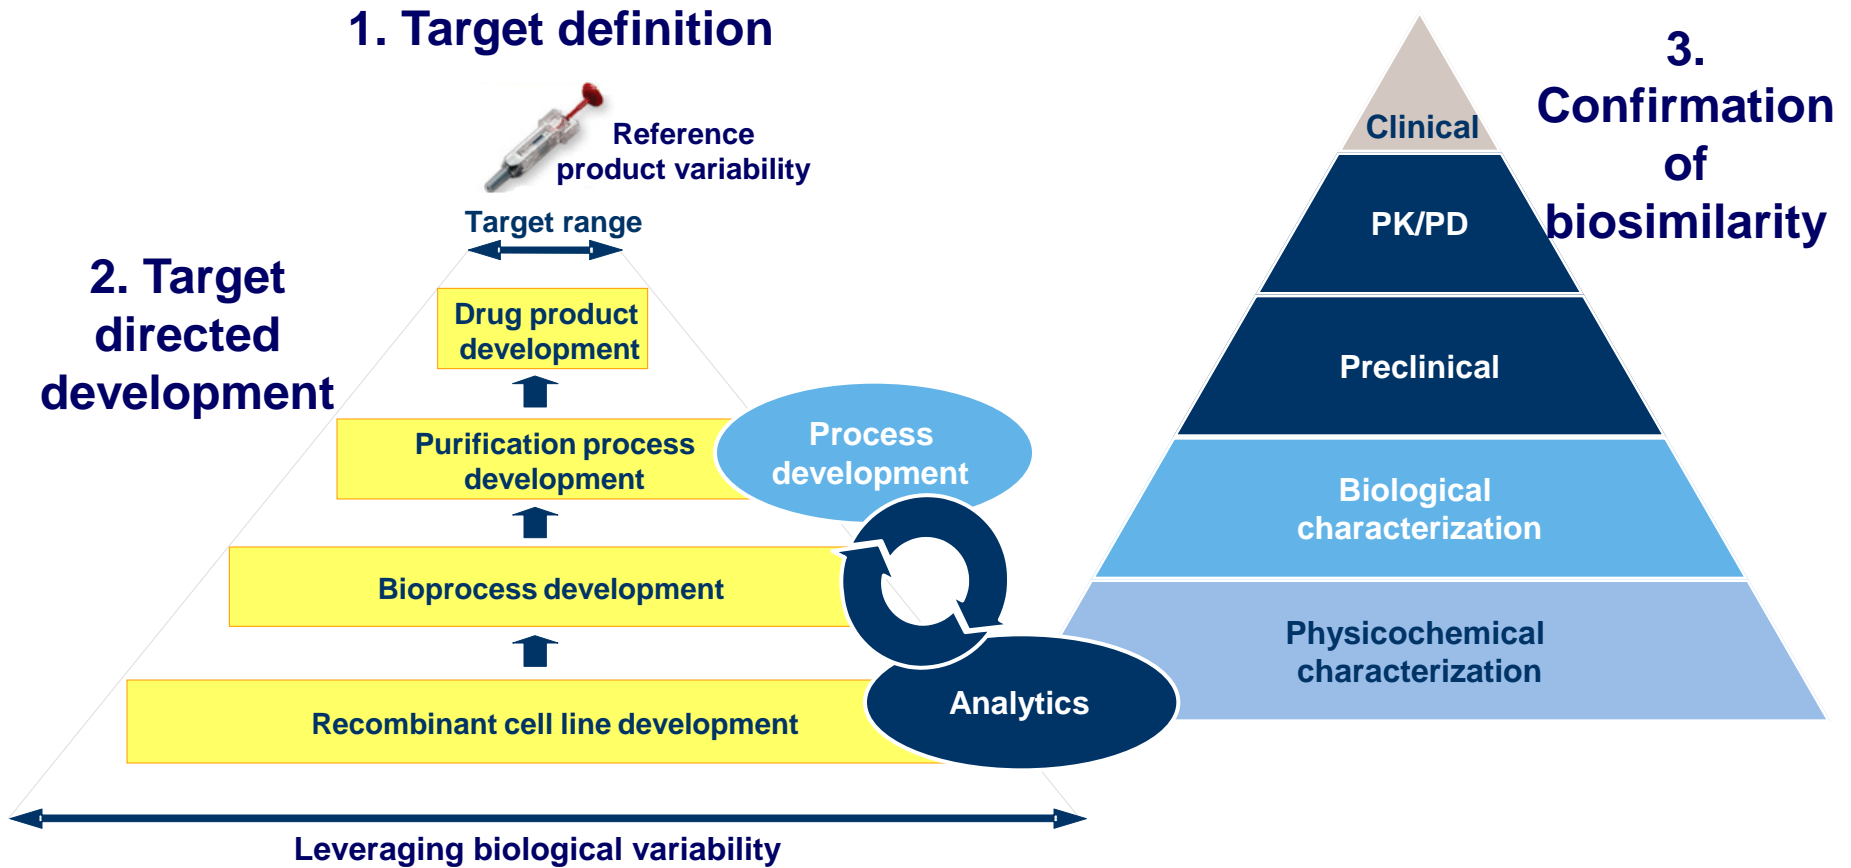 1. Target definition
Reference
product variability
Target range
2. Target
directed
development
Drug product
development
Purification process
development
Bioprocess development
Recombinant cell line development
Leveraging biological variability
Process
development
Analytics
3.
Confirmation
of
biosimilarity
Clinical
PK/PD
Preclinical
Biological
characterization
Physicochemical
characterization